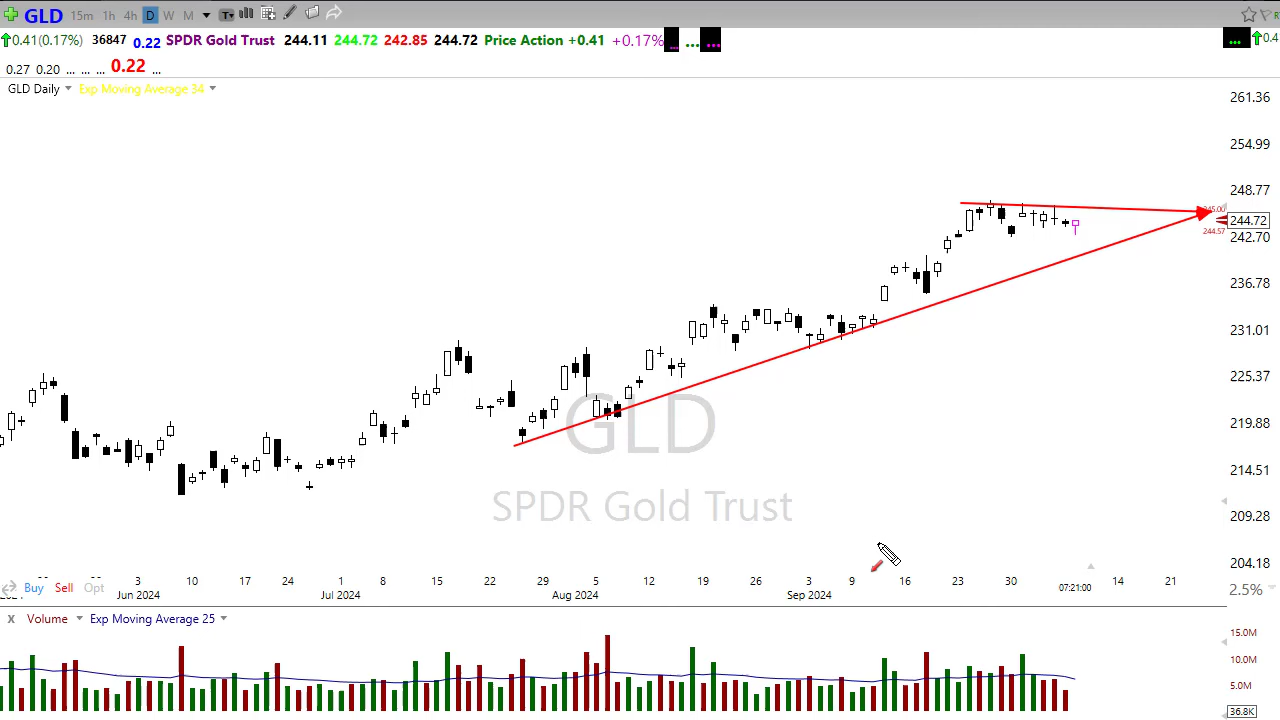 GLD 15m 1h 4h D W M T
0.41(0.17%) 36847 0.22 SPDR Gold Trust 244.11 244.72 242.85 244.72 Price Action +0.41 +0.17% ... ... ... ... 0.4
0.27 0.20 ... ... ... 0.22 ...
GLD Daily Exp Moving Average 34
261.36
254.99
248.77
245.00
244.72
244.57
242.70
236.78
231.01
225.37
219.88
214.51
209.28
204.18
GLD
SPDR Gold Trust
3 10 17 24 1 8 15 22 29 5 12 19 26 3 9 16 23 30 14 21
Jun 2024 Jul 2024 Aug 2024 Sep 2024 07:21:00
Buy Sell Opt 2.5%
X Volume Exp Moving Average 25
15.0M
10.0M
5.0M
36.8K